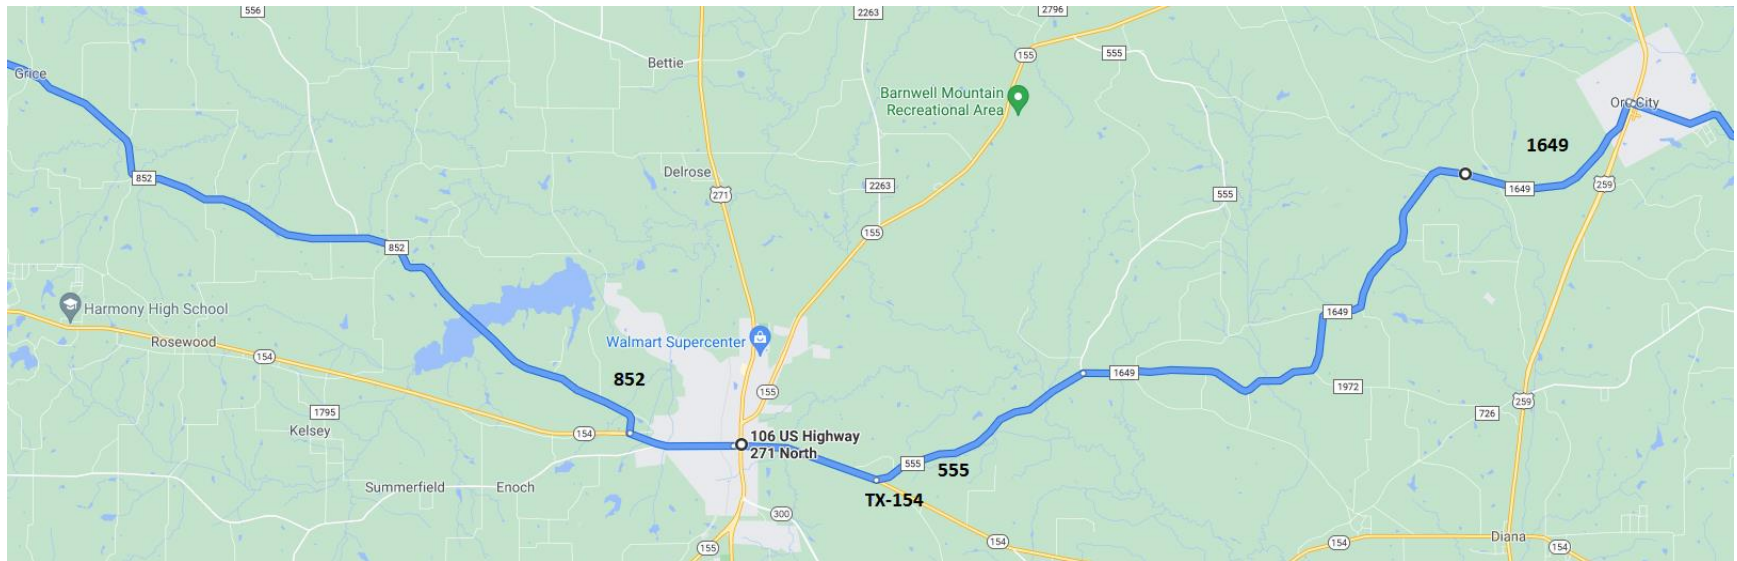 556
2263
2796
Bettie
155
555
Grice
Barnwell Mountain
Recreational Area
Ore City
1649
852
Delrose
271
2263
555
1649
259
155
852
Harmony High School
1649
Rosewood
154
Walmart Supercenter
852
155
1649
1972
259
1795
Kelsey
154
726
106 US Highway
271 North
555
555
Summerfield
Enoch
TX-154
300
155
154
154
Diana
154